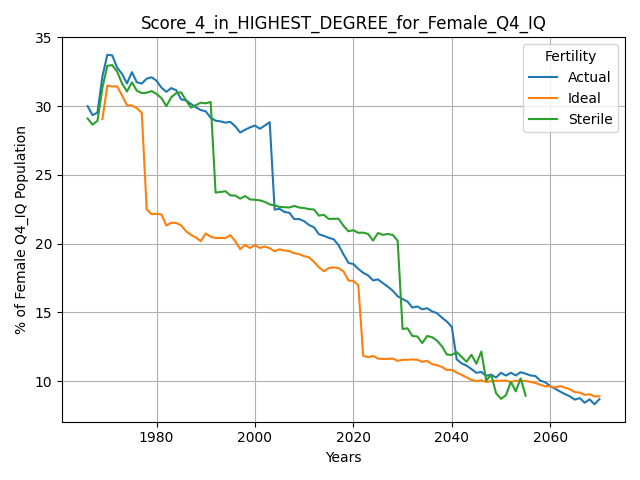 Score_4_in_HIGHEST_DEGREE_for_Female_Q4_IQ
35
30
25
20
15
10
% of Female Q4_IQ Population
Fertility
Actual
Ideal
Sterile
1980
2000
2020
2040
2060
Years